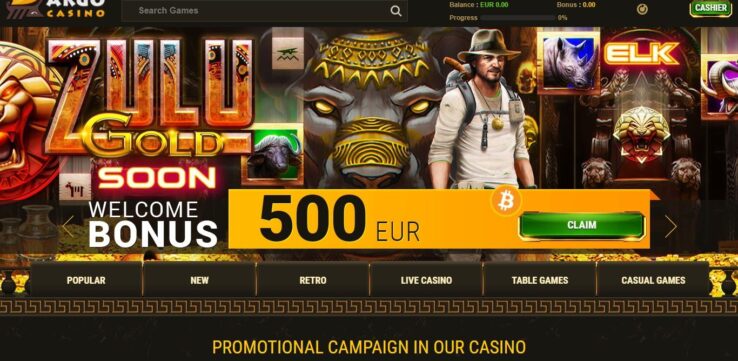 CASINO
Search Games
Balance : EUR 0.00
Bonus : 0.00
Progress
0%
CASHIER
ZULU
GOLD
SOON
ELK
WELCOME
BONUS
500 EUR
CLAIM
POPULAR
NEW
RETRO
LIVE CASINO
TABLE GAMES
CASUAL GAMES
PROMOTIONAL CAMPAIGN IN OUR CASINO